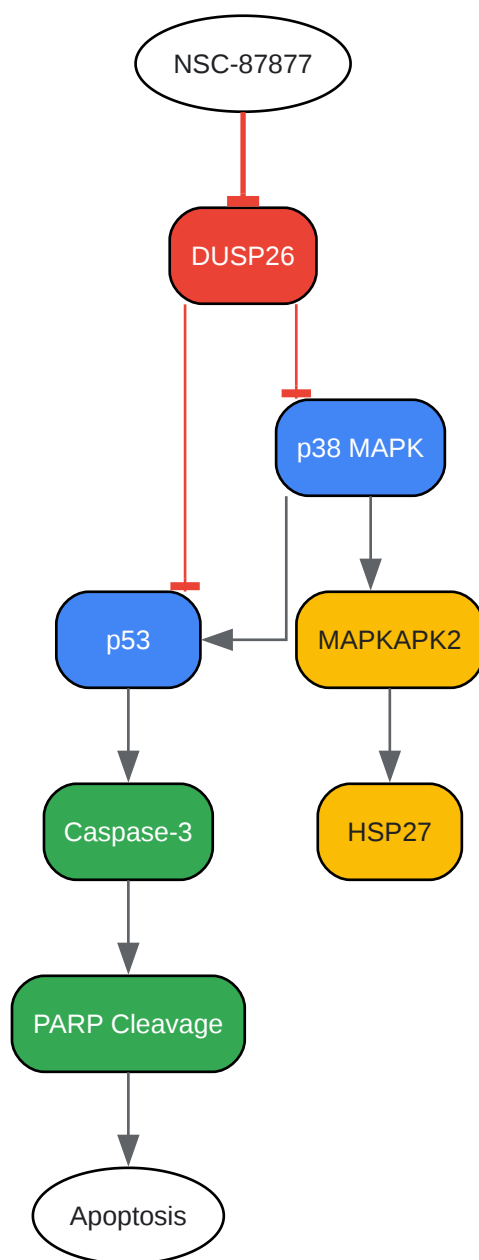 NSC-87877
DUSP26
p38 MAPK
p53
MAPKAPK2
Caspase-3
HSP27
PARP Cleavage
Apoptosis